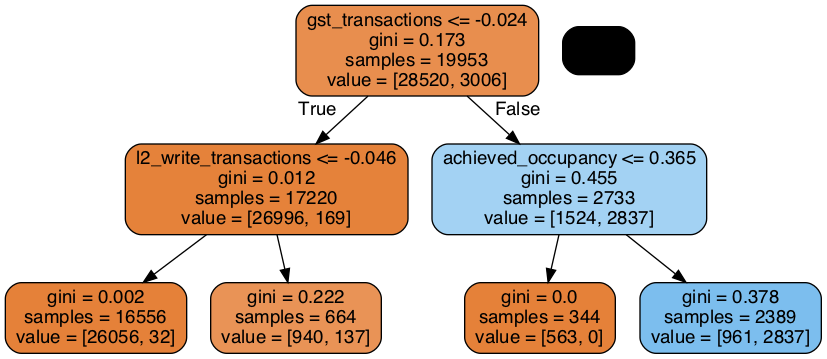 gst_transactions <= -0.024
gini = 0.173
samples = 19953
value = [28520, 3006]
True
False
l2_write_transactions <= -0.046
gini = 0.012
samples = 17220
value = [26996, 169]
achieved_occupancy <= 0.365
gini = 0.455
samples = 2733
value = [1524, 2837]
gini = 0.002
samples = 16556
value = [26056, 32]
gini = 0.222
samples = 664
value = [940, 137]
gini = 0.0
samples = 344
value = [563, 0]
gini = 0.378
samples = 2389
value = [961, 2837]